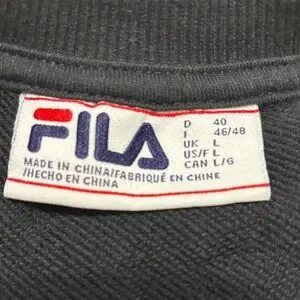 FILA
D 40
I 46/48
UK L
US/F L
CAN L/G
MADE IN CHINA/FABRIQUÉ EN CHINE
/HECHO EN CHINA